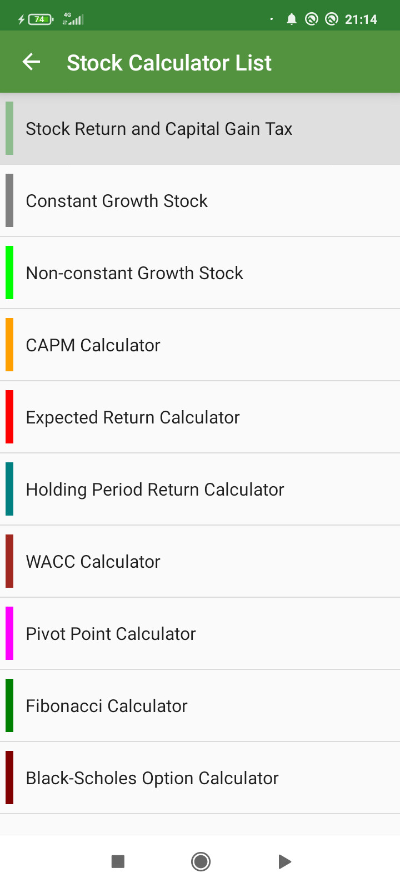 74
4G
21:14
Stock Calculator List
Stock Return and Capital Gain Tax
Constant Growth Stock
Non-constant Growth Stock
CAPM Calculator
Expected Return Calculator
Holding Period Return Calculator
WACC Calculator
Pivot Point Calculator
Fibonacci Calculator
Black-Scholes Option Calculator